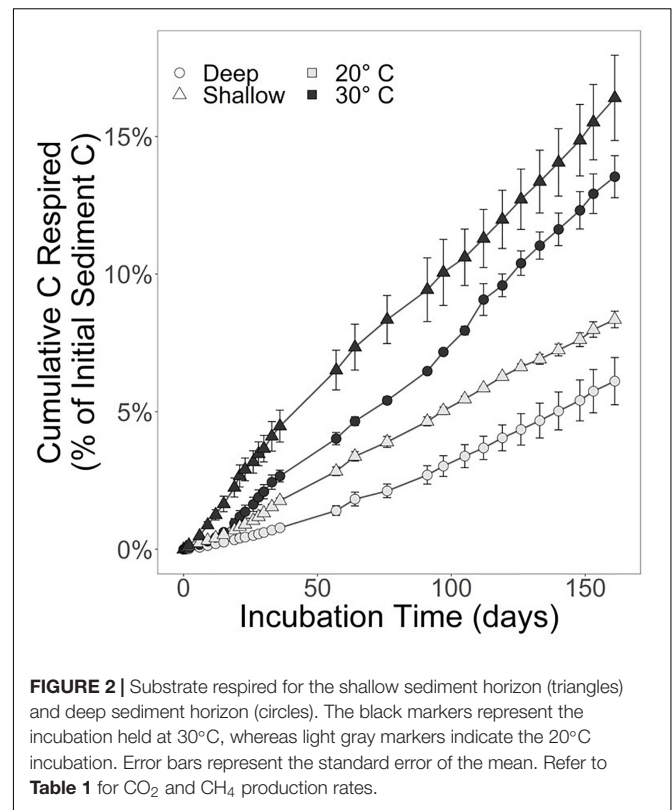 Deep
20° C
Shallow
30° C
Cumulative C Respired
(% of Initial Sediment C)
15%
10%
5%
0%
0
50
100
150
Incubation Time (days)
FIGURE 2 | Substrate respired for the shallow sediment horizon (triangles)
and deep sediment horizon (circles). The black markers represent the
incubation held at 30°C, whereas light gray markers indicate the 20°C
incubation. Error bars represent the standard error of the mean. Refer to
Table 1 for CO₂ and CH₄ production rates.